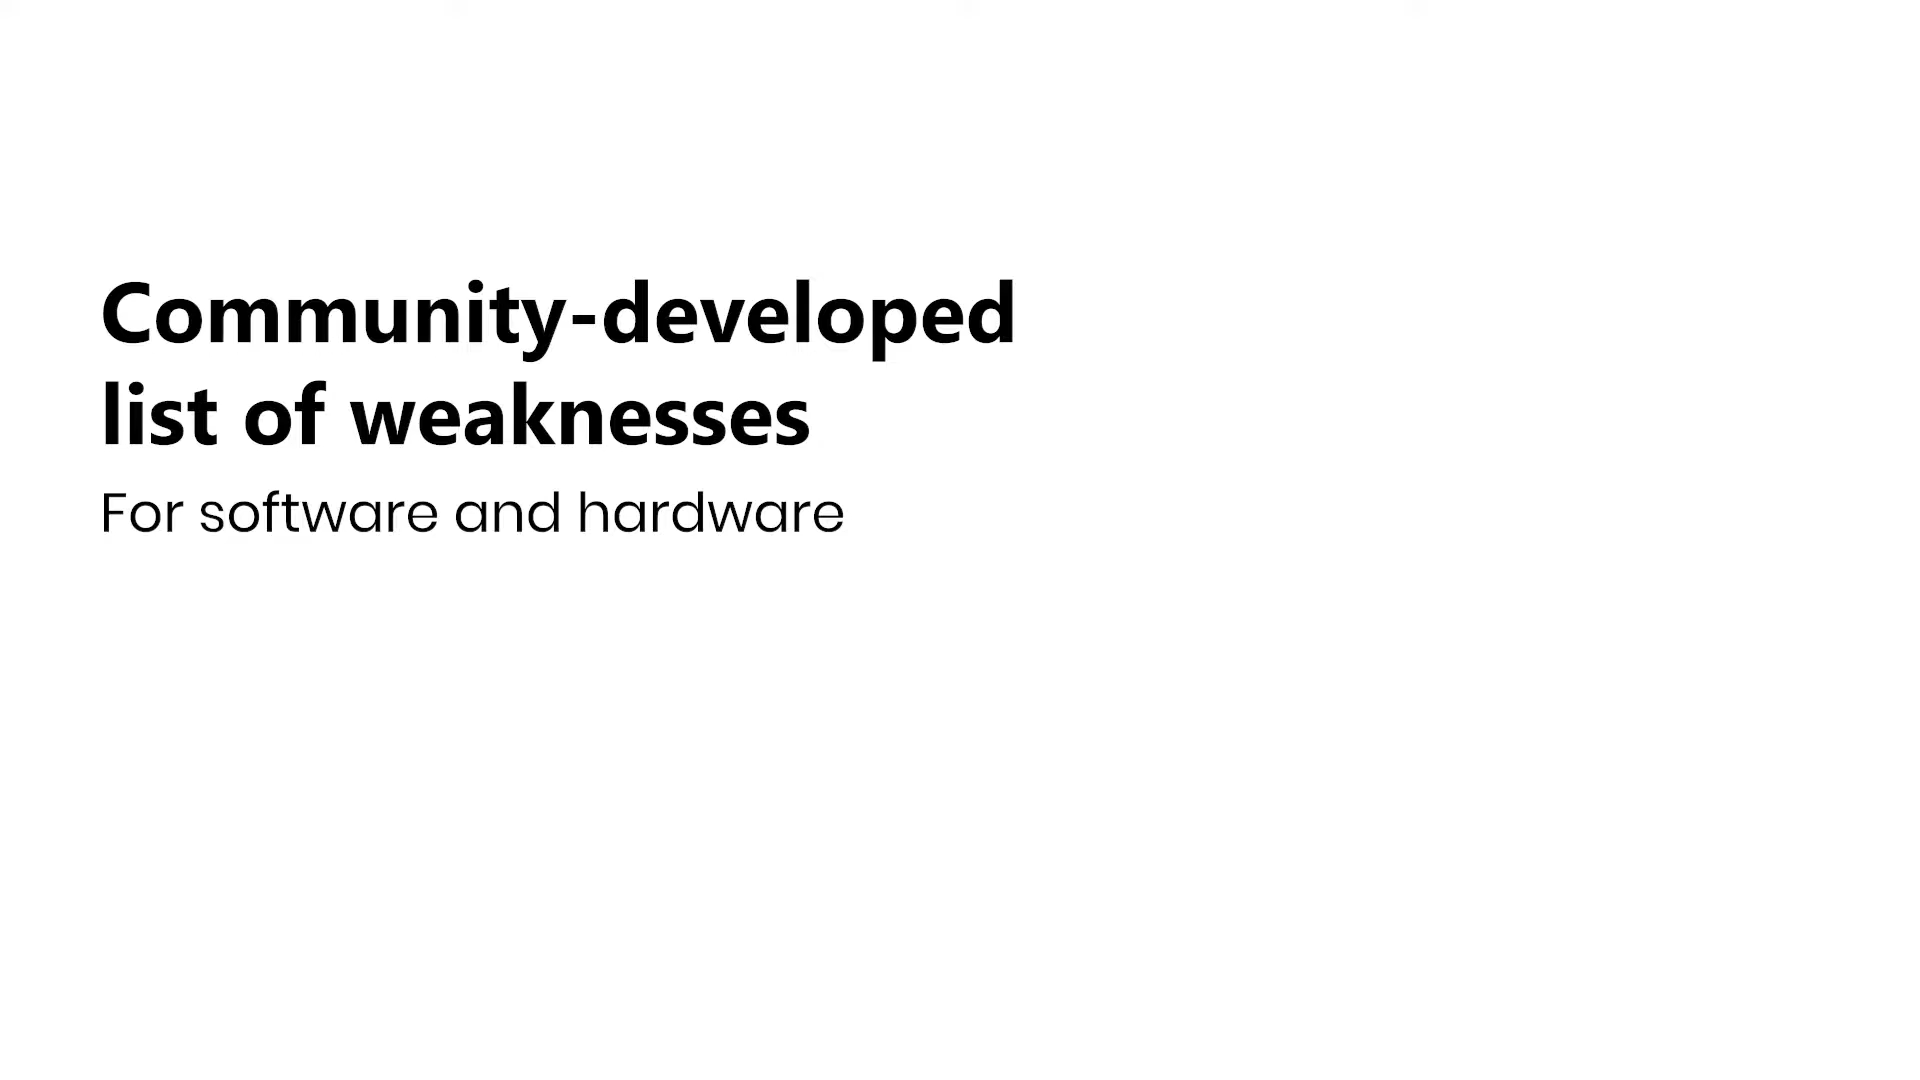 Community-developed
list of weaknesses
For software and hardware